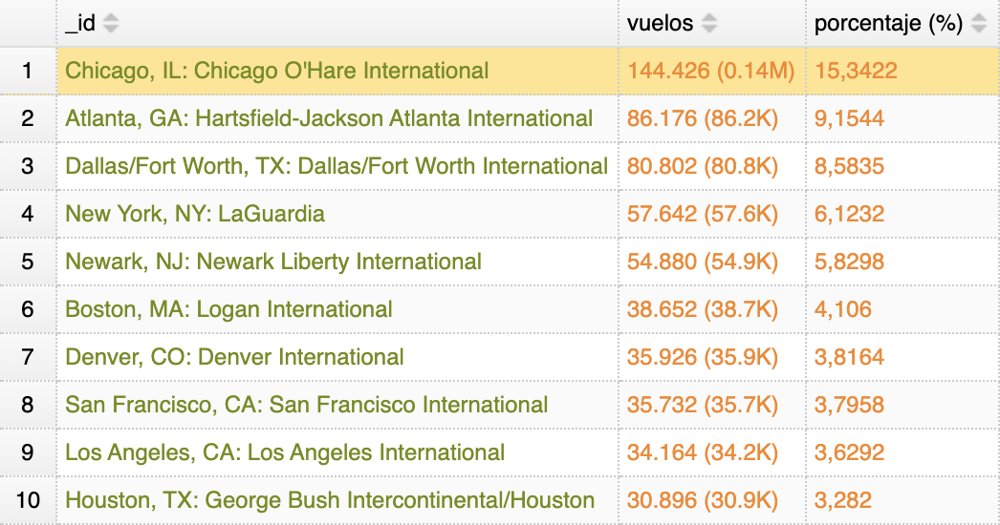 _id vuelos porcentaje (%)
1 Chicago, IL: Chicago O'Hare International 144.426 (0.14M) 15,3422
2 Atlanta, GA: Hartsfield-Jackson Atlanta International 86.176 (86.2K) 9,1544
3 Dallas/Fort Worth, TX: Dallas/Fort Worth International 80.802 (80.8K) 8,5835
4 New York, NY: LaGuardia 57.642 (57.6K) 6,1232
5 Newark, NJ: Newark Liberty International 54.880 (54.9K) 5,8298
6 Boston, MA: Logan International 38.652 (38.7K) 4,106
7 Denver, CO: Denver International 35.926 (35.9K) 3,8164
8 San Francisco, CA: San Francisco International 35.732 (35.7K) 3,7958
9 Los Angeles, CA: Los Angeles International 34.164 (34.2K) 3,6292
10 Houston, TX: George Bush Intercontinental/Houston 30.896 (30.9K) 3,282